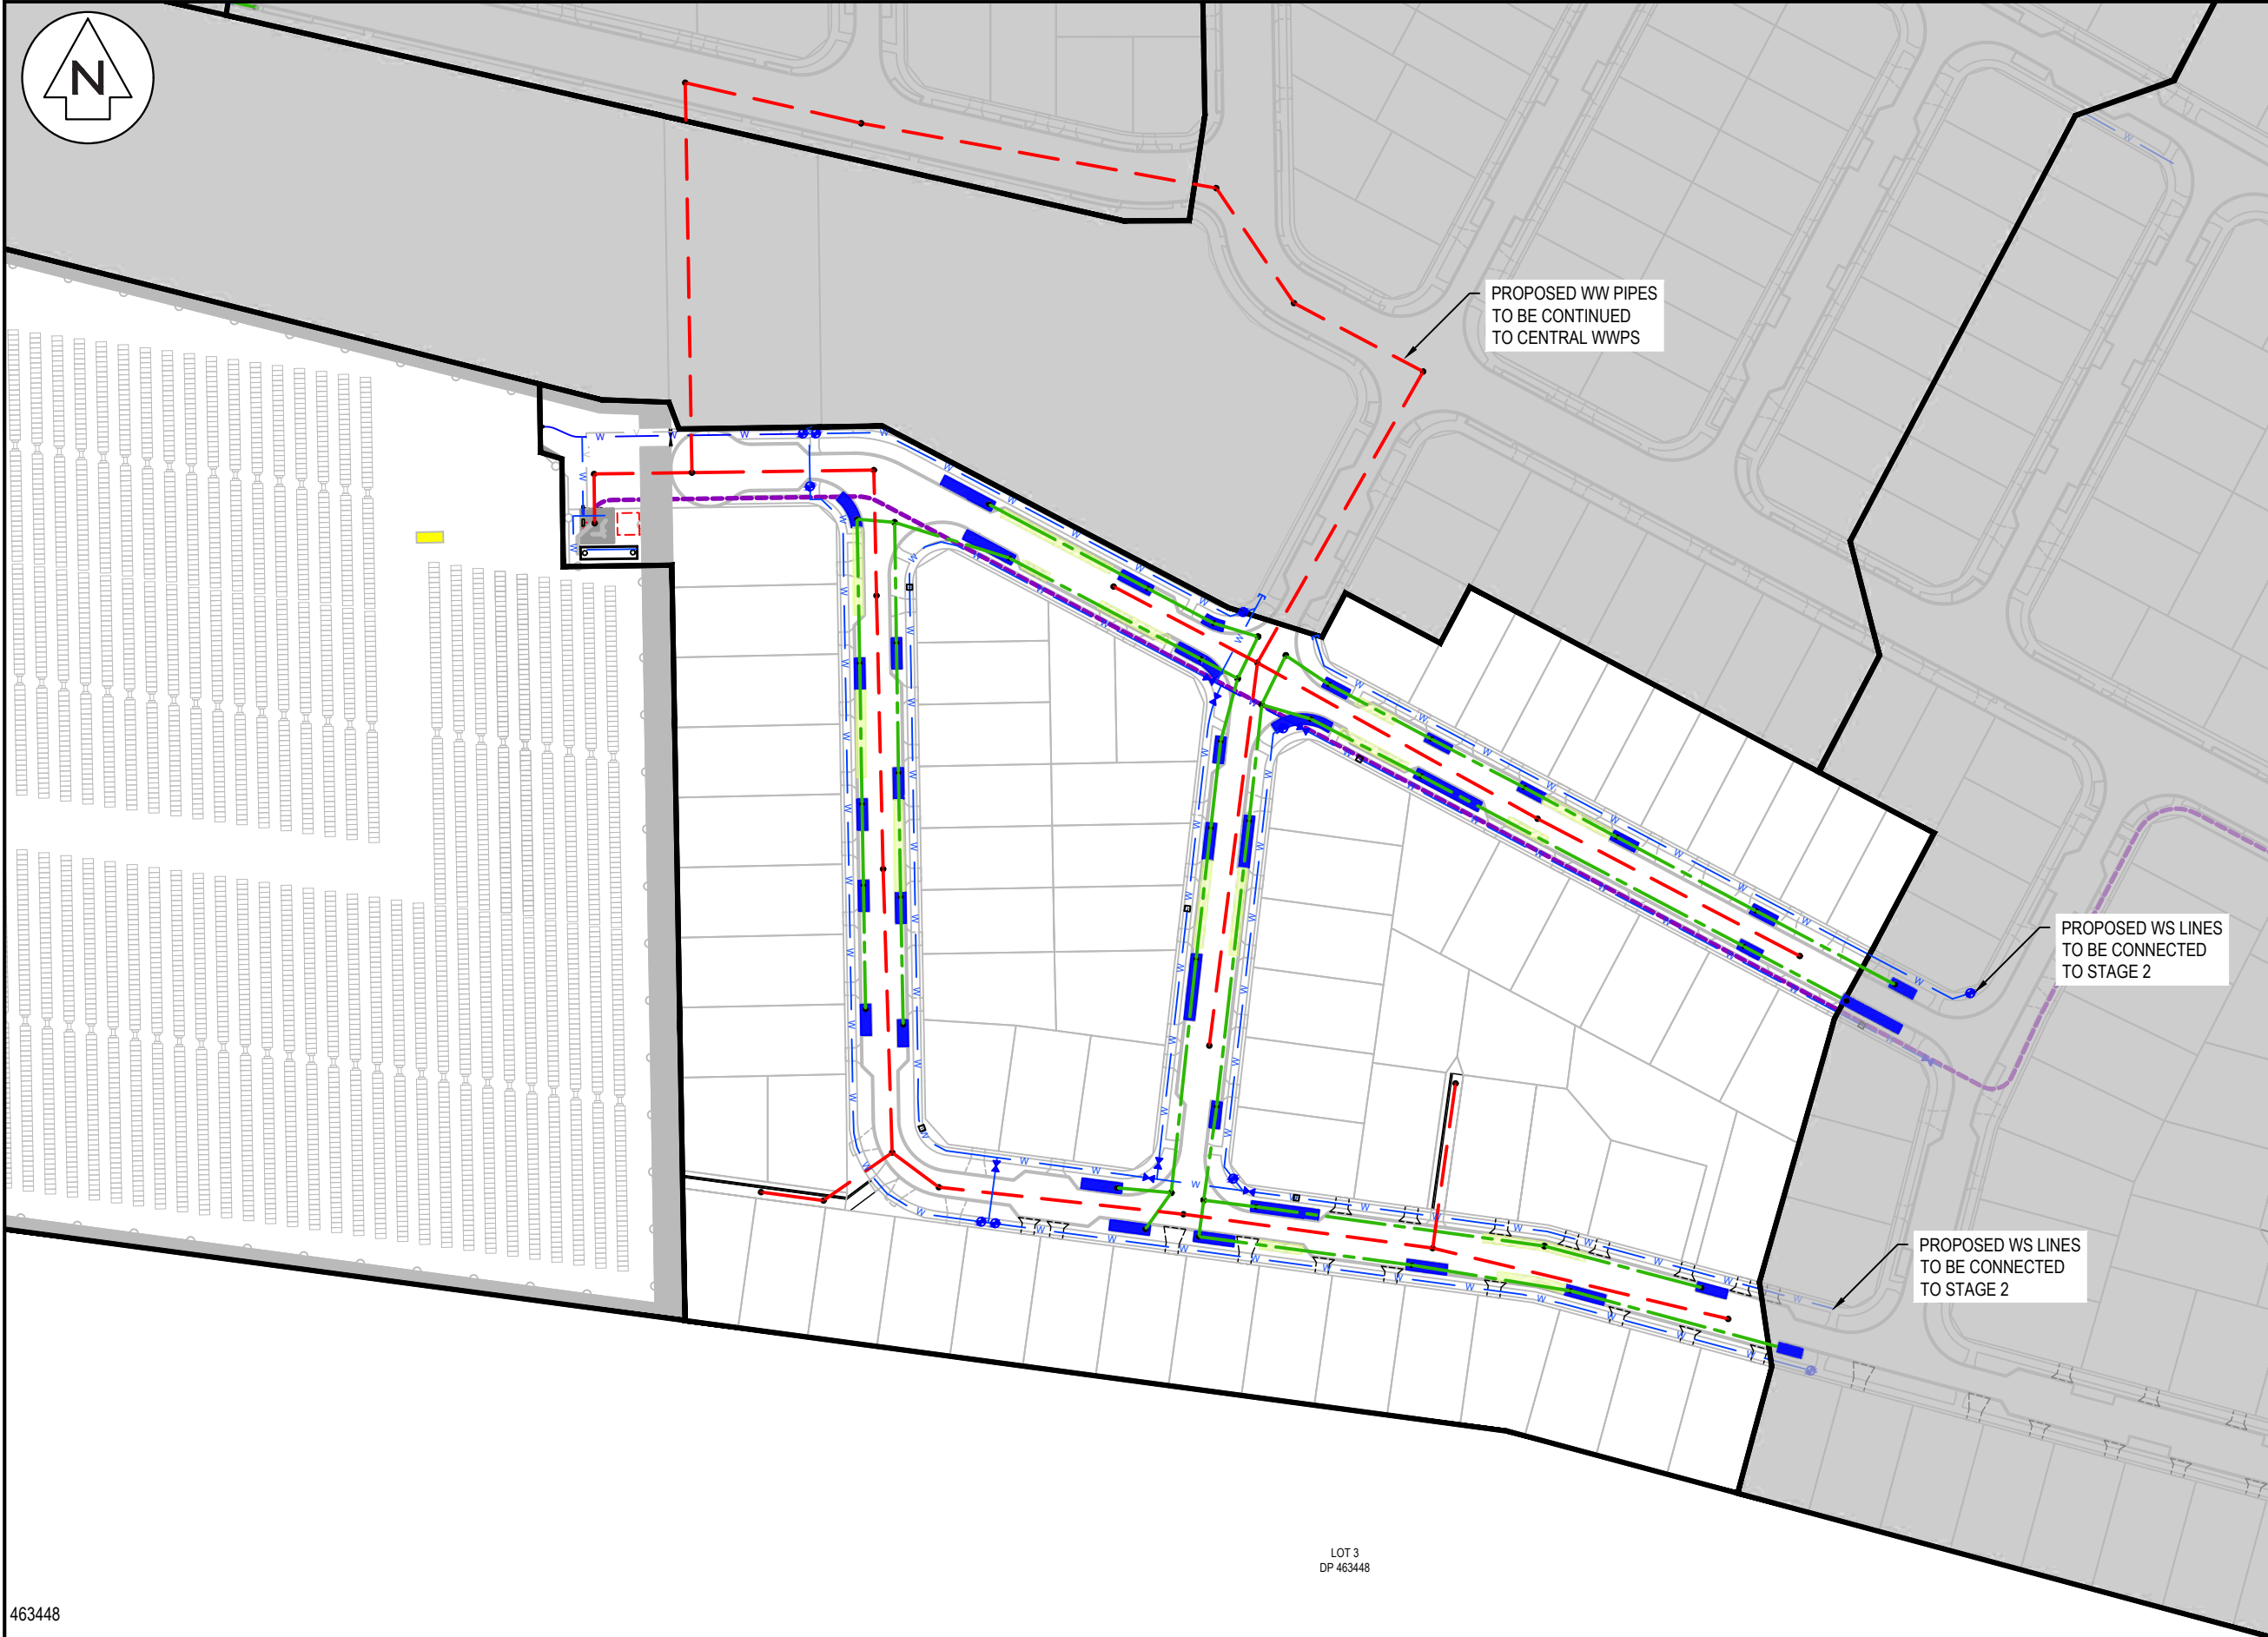 N
PROPOSED WW PIPES
TO BE CONTINUED
TO CENTRAL WWPS
PROPOSED WS LINES
TO BE CONNECTED
TO STAGE 2
PROPOSED WS LINES
TO BE CONNECTED
TO STAGE 2
LOT 3
DP 463448
463448